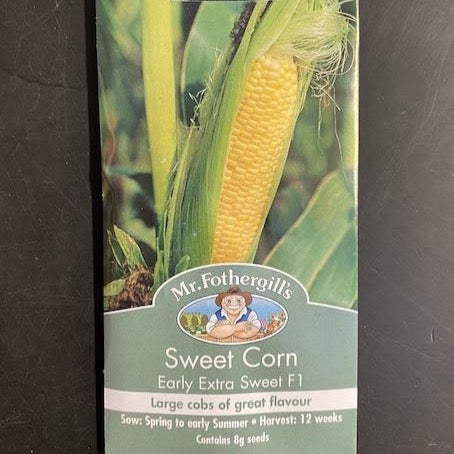 Mr. Fothergill's
Sweet Corn
Early Extra Sweet F1
Large cobs of great flavour
Sow: Spring to early Summer • Harvest: 12 weeks
Contains 8g seeds